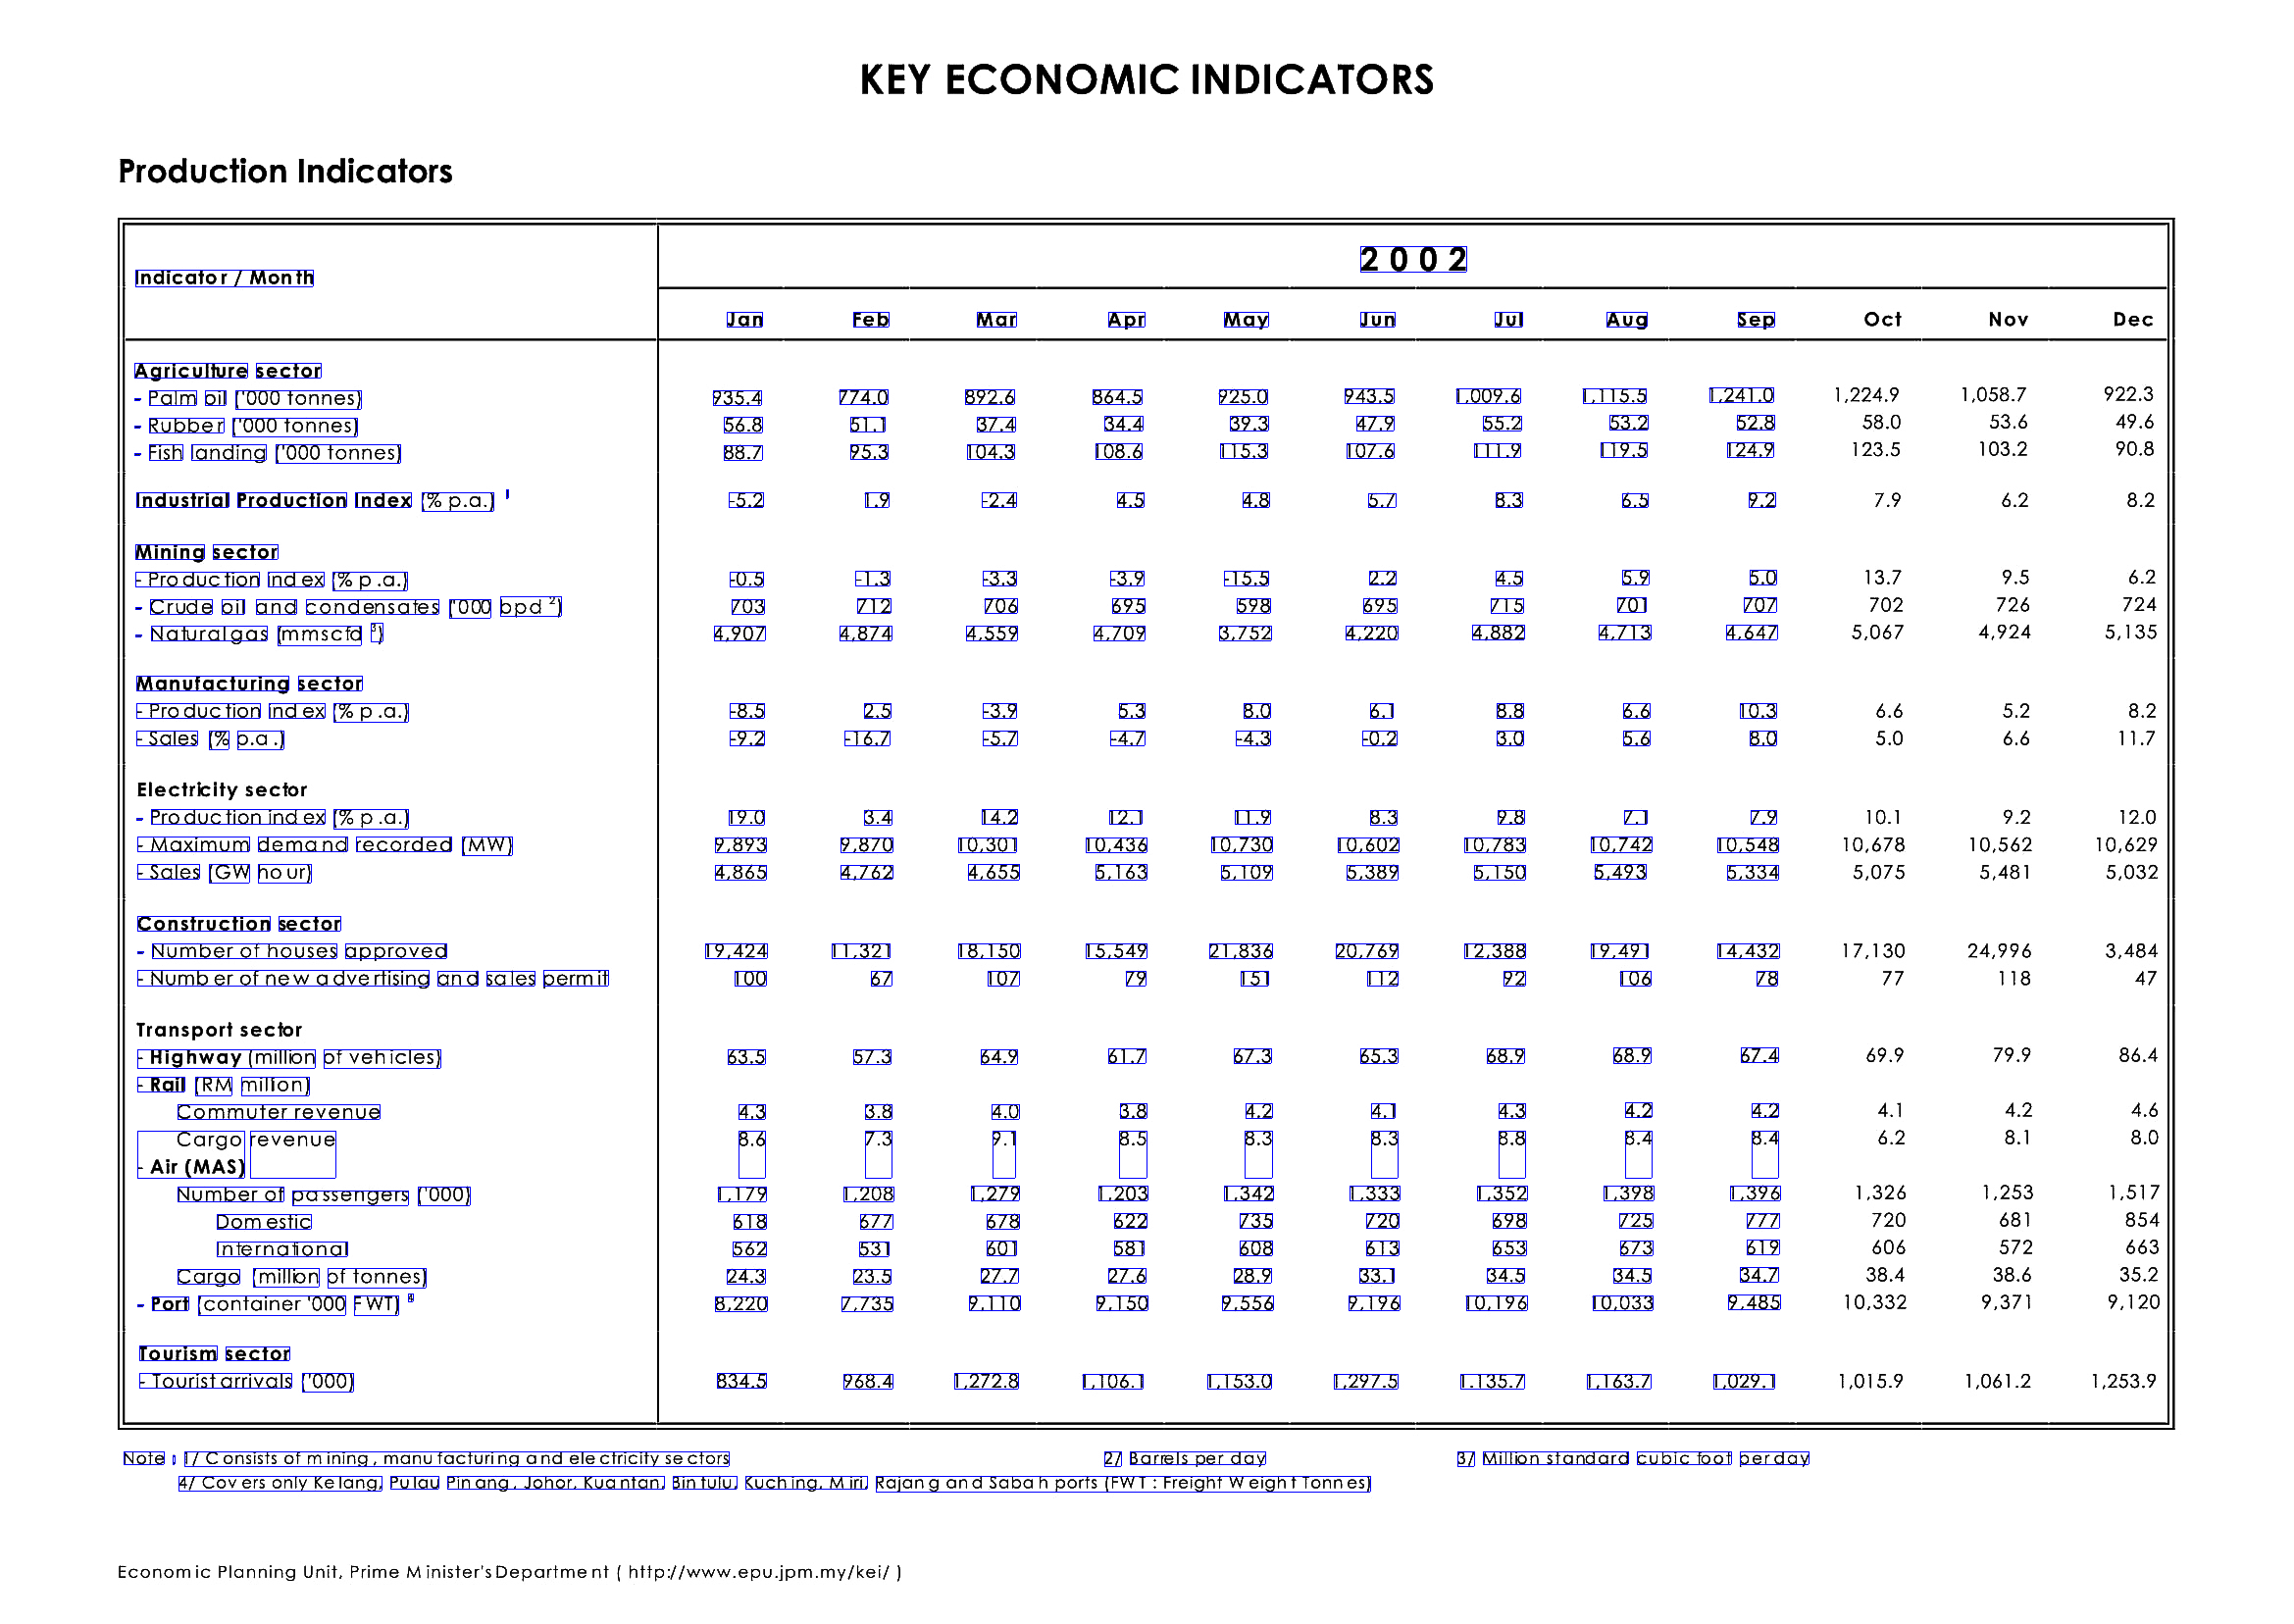 KEY ECONOMIC INDICATORS
Production Indicators
2 0 0 2
Indicator / Month
Jan Feb Mar Apr May Jun Jul Aug Sep Oct Nov Dec
Agriculture sector
- Palm oil ('000 tonnes) 935.4 774.0 892.6 864.5 925.0 943.5 1,009.6 1,115.5 1,241.0 1,224.9 1,058.7 922.3
- Rubber ('000 tonnes) 56.8 51.1 37.4 34.4 39.3 47.9 55.2 53.2 52.8 58.0 53.6 49.6
- Fish landing ('000 tonnes) 88.7 95.3 104.3 108.6 115.3 107.6 111.9 119.5 124.9 123.5 103.2 90.8
Industrial Production Index (% p.a.) 1 -5.2 1.9 -2.4 4.5 4.8 5.7 8.3 6.5 9.2 7.9 6.2 8.2
Mining sector
- Production index (% p.a.) -0.5 -1.3 -3.3 -3.9 -15.5 2.2 4.5 5.9 5.0 13.7 9.5 6.2
- Crude oil and condensates ('000 bpd 2) 703 712 706 695 598 695 715 701 707 702 726 724
- Natural gas (mmscfd 3) 4,907 4,874 4,559 4,709 3,752 4,220 4,882 4,713 4,647 5,067 4,924 5,135
Manufacturing sector
- Production index (% p.a.) -8.5 2.5 -3.9 5.3 8.0 6.1 8.8 6.6 10.3 6.6 5.2 8.2
- Sales (% p.a.) -9.2 -16.7 -5.7 -4.7 -4.3 -0.2 3.0 5.6 8.0 5.0 6.6 11.7
Electricity sector
- Production index (% p.a.) 19.0 3.4 14.2 12.1 11.9 8.3 9.8 7.1 7.9 10.1 9.2 12.0
- Maximum demand recorded (MW) 9,893 9,870 10,301 10,436 10,730 10,602 10,783 10,742 10,548 10,678 10,562 10,629
- Sales (GW hour) 4,865 4,762 4,655 5,163 5,109 5,389 5,150 5,493 5,334 5,075 5,481 5,032
Construction sector
- Number of houses approved 19,424 11,321 18,150 15,549 21,836 20,769 12,388 19,491 14,432 17,130 24,996 3,484
- Number of new advertising and sales permit 100 67 107 79 151 112 92 106 78 77 118 47
Transport sector
- Highway (million of vehicles) 63.5 57.3 64.9 61.7 67.3 65.3 68.9 68.9 67.4 69.9 79.9 86.4
- Rail (RM million)
Commuter revenue 4.3 3.8 4.0 3.8 4.2 4.1 4.3 4.2 4.2 4.1 4.2 4.6
Cargo revenue 8.6 7.3 9.1 8.5 8.3 8.3 8.8 8.4 8.4 6.2 8.1 8.0
- Air (MAS)
Number of passengers ('000) 1,179 1,208 1,279 1,203 1,342 1,333 1,352 1,398 1,396 1,326 1,253 1,517
Domestic 618 677 678 622 735 720 698 725 777 720 681 854
International 562 531 601 581 608 613 653 673 619 606 572 663
Cargo (million of tonnes) 24.3 23.5 27.7 27.6 28.9 33.1 34.5 34.5 34.7 38.4 38.6 35.2
- Port (container '000 FWT) 4 8,220 7,735 9,110 9,150 9,556 9,196 10,196 10,033 9,485 10,332 9,371 9,120
Tourism sector
- Tourist arrivals ('000) 834.5 968.4 1,272.8 1,106.1 1,153.0 1,297.5 1.135.7 1,163.7 1,029.1 1,015.9 1,061.2 1,253.9
Note : 1/ Consists of mining, manufacturing and electricity sectors 2/ Barrels per day 3/ Million standard cubic foot per day
4/ Covers only Kelang, Pulau Pinang, Johor, Kuantan, Bintulu, Kuching, Miri, Rajang and Sabah ports (FWT : Freight Weight Tonnes)
Economic Planning Unit, Prime Minister's Department ( http://www.epu.jpm.my/kei/ )